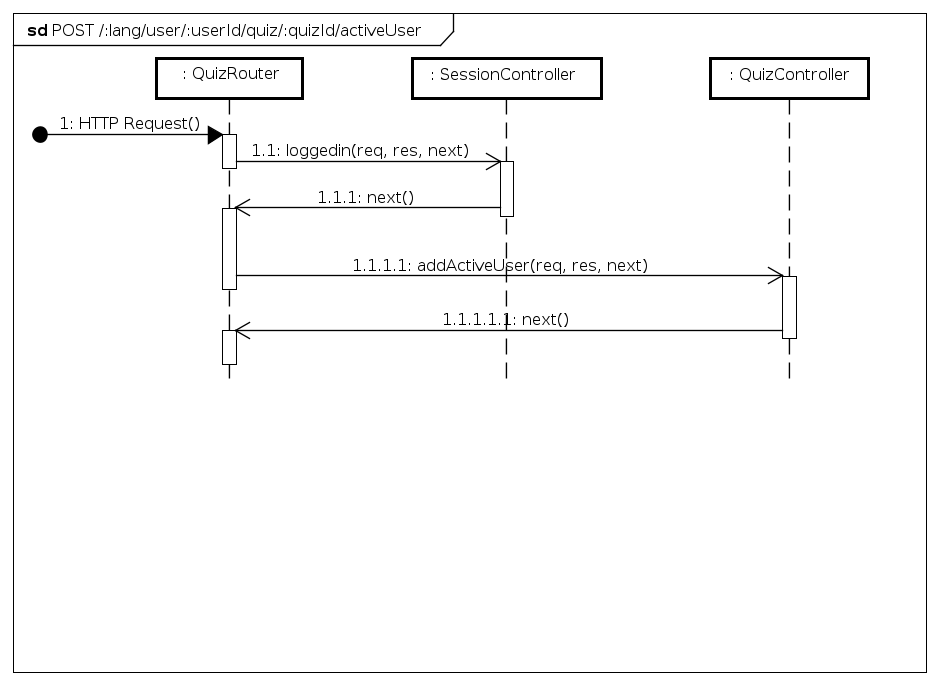 sd POST /:lang/user/:userId/quiz/:quizId/activeUser
: QuizRouter
: SessionController
: QuizController
1: HTTP Request()
1.1: loggedin(req, res, next)
1.1.1: next()
1.1.1.1: addActiveUser(req, res, next)
1.1.1.1.1: next()